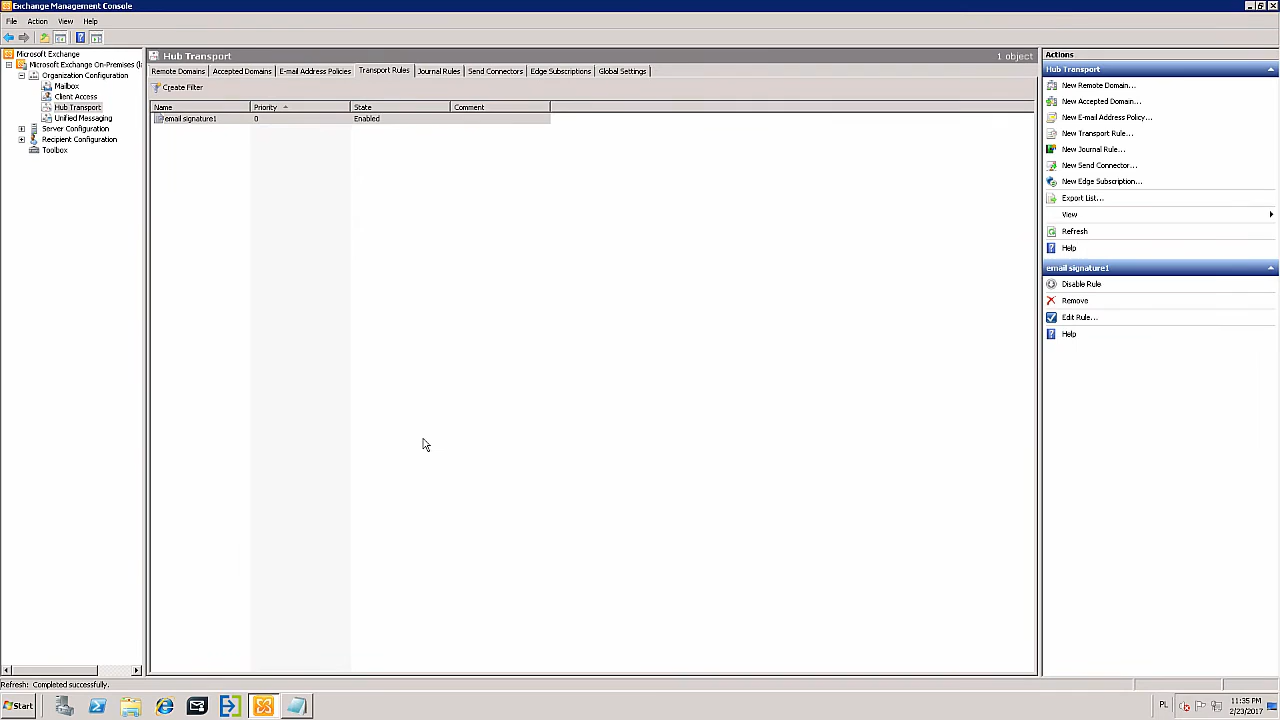 Exchange Management Console
File Action View Help
Microsoft Exchange
Microsoft Exchange On-Premises
Organization Configuration
Mailbox
Client Access
Hub Transport
Unified Messaging
Server Configuration
Recipient Configuration
Toolbox
Hub Transport 1 object
Remote Domains Accepted Domains E-mail Address Policies Transport Rules Journal Rules Send Connectors Edge Subscriptions Global Settings
Create Filter
Name Priority State Comment
email signature1 0 Enabled
Actions
Hub Transport
New Remote Domain...
New Accepted Domain...
New E-mail Address Policy...
New Transport Rule...
New Journal Rule...
New Send Connector...
New Edge Subscription...
Export List...
View
Refresh
Help
email signature1
Disable Rule
Remove
Edit Rule...
Help
Refresh: Completed successfully.
Start PL 11:35 PM
2/23/2017